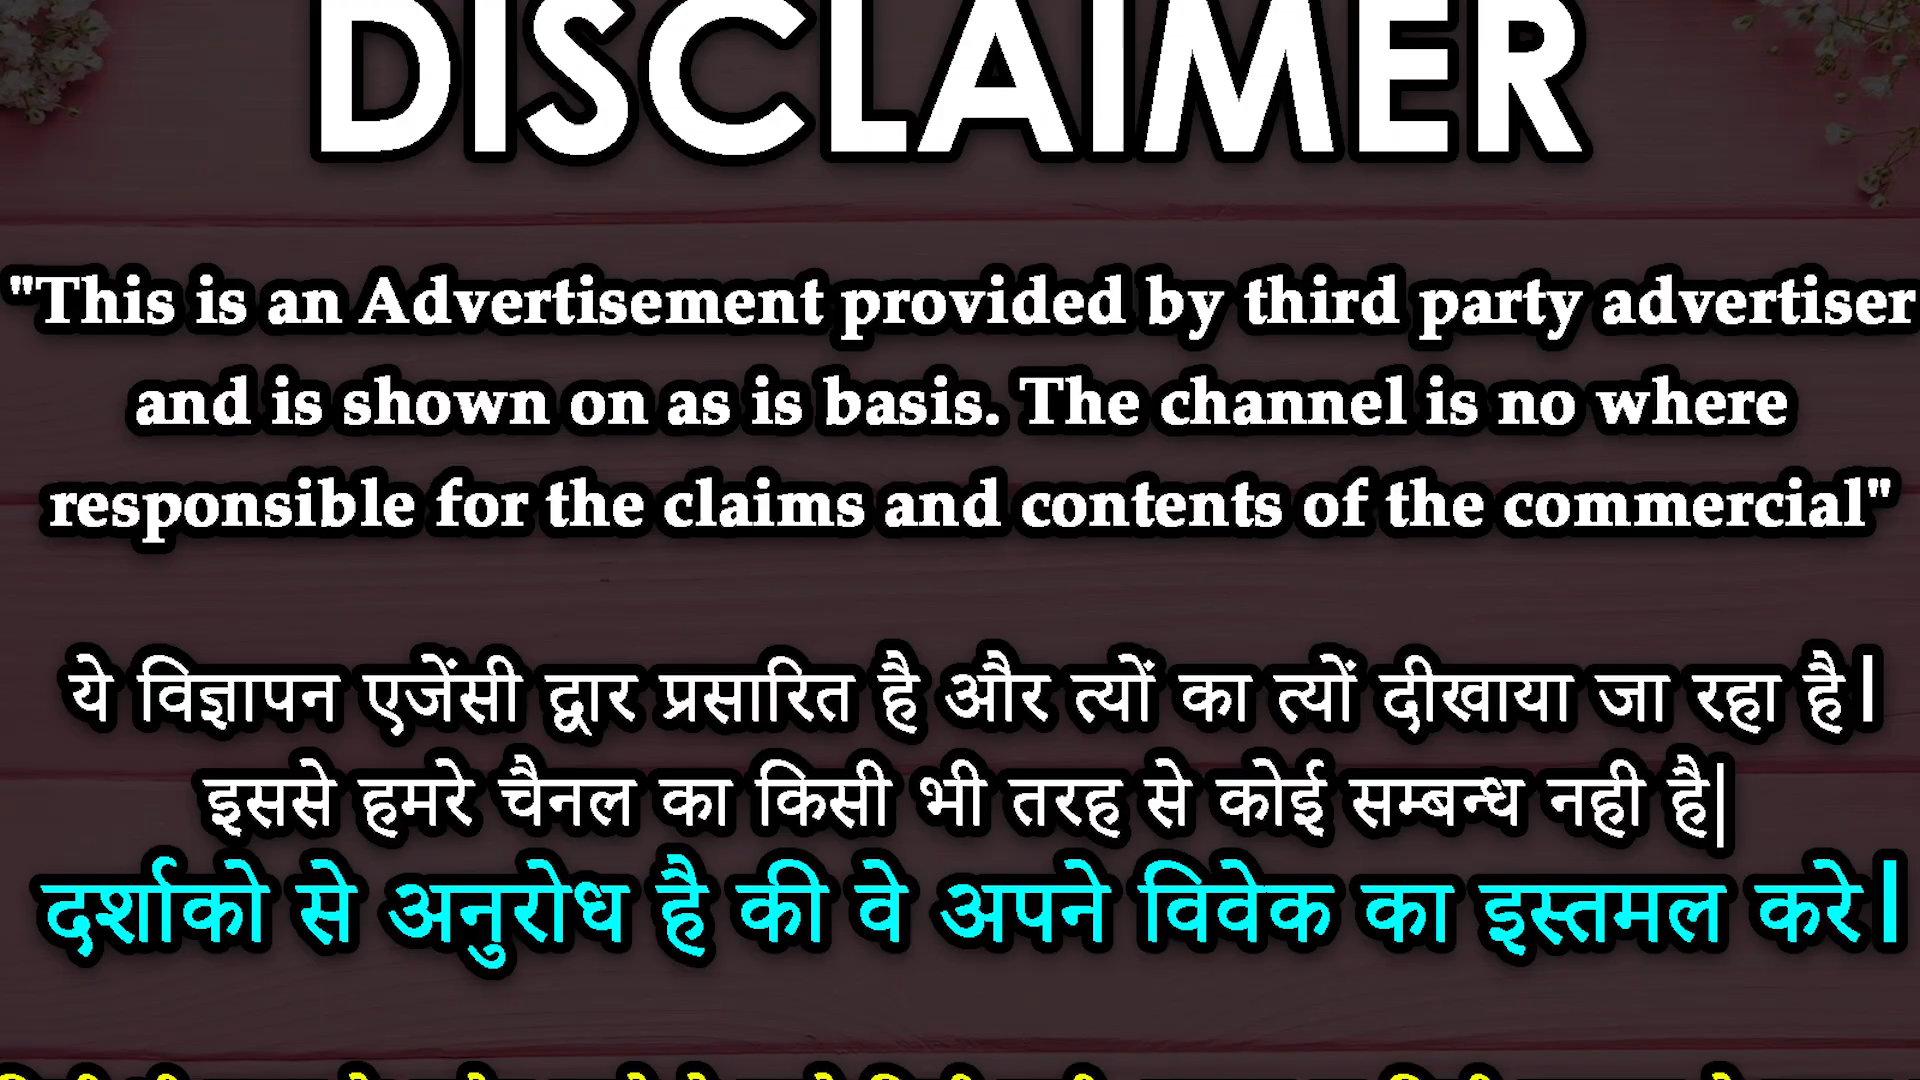 DISCLAIMER
"This is an Advertisement provided by third party advertiser
and is shown on as is basis. The channel is no where
responsible for the claims and contents of the commercial"
ये विज्ञापन एजेंसी द्वार प्रसारित है और त्यों का त्यों दीखाया जा रहा है।
इससे हमरे चैनल का किसी भी तरह से कोई सम्बन्ध नही है|
दर्शाको से अनुरोध है की वे अपने विवेक का इस्तमल करे।